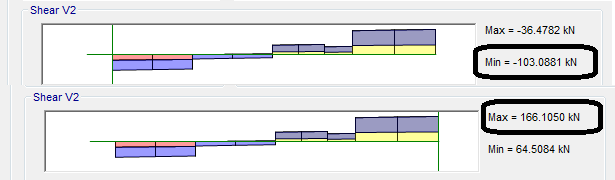 Shear V2
Max = -36.4782 kN
Min = -103.0881 kN
Shear V2
Max = 166.1050 kN
Min = 64.5084 kN